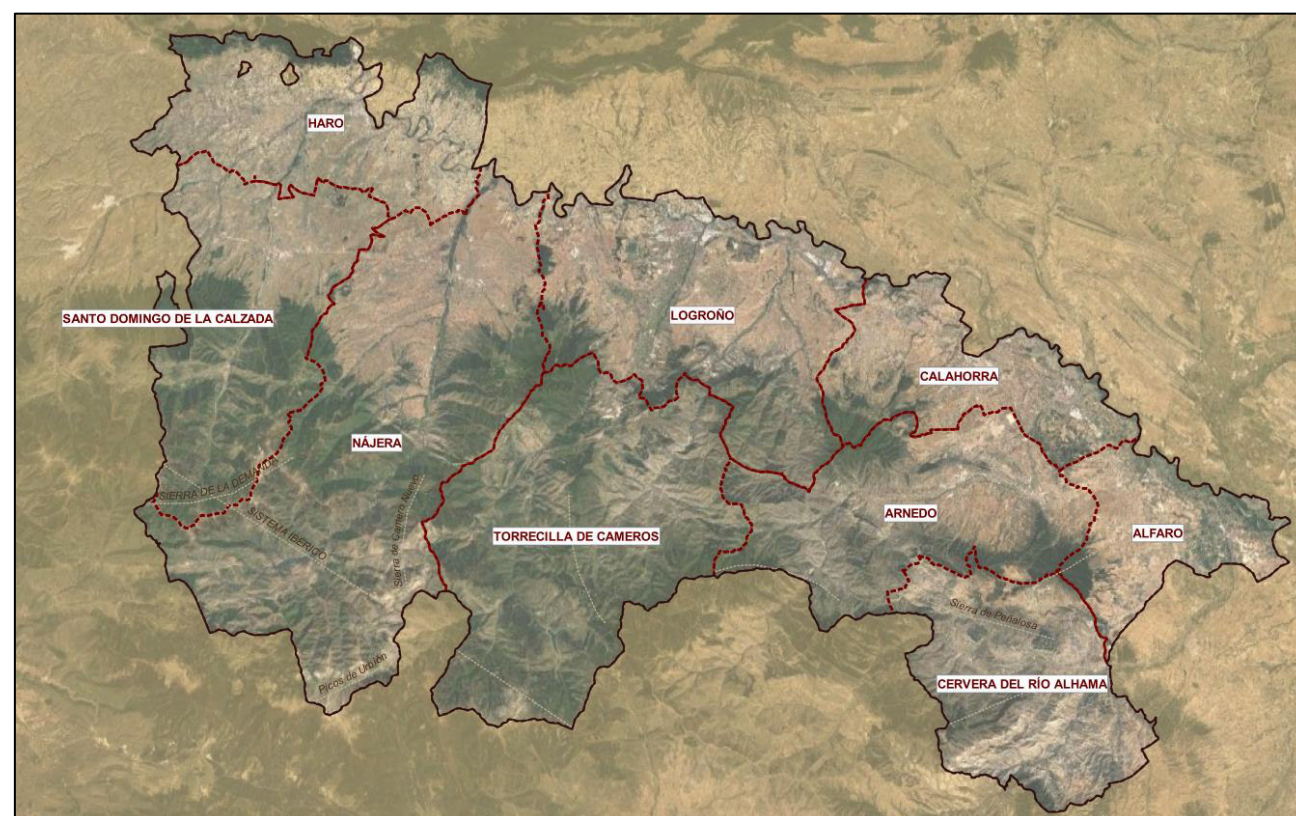 HARO
SANTO DOMINGO DE LA CALZADA
LOGROÑO
CALAHORRA
NÁJERA
SIERRA DE LA DEMANDA
SISTEMA IBÉRICO
Sierra de Camero Nuevo
TORRECILLA DE CAMEROS
ARNEDO
ALFARO
Sierra de Peñalosa
Picos de Urbión
CERVERA DEL RÍO ALHAMA